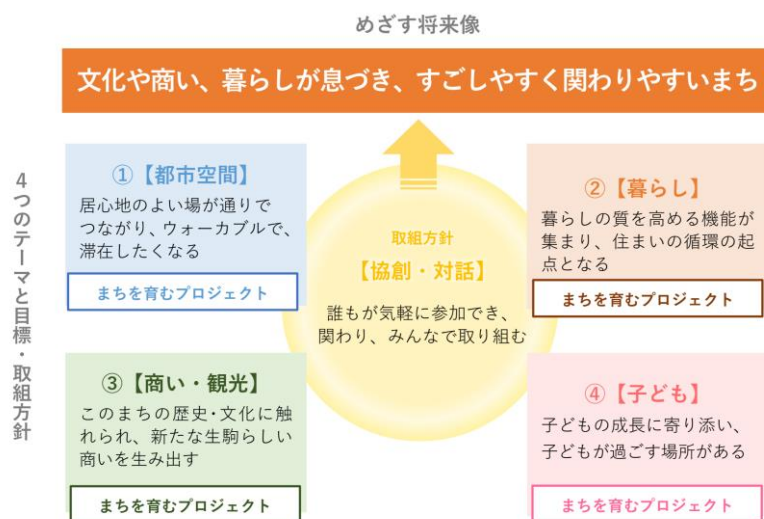 めざす将来像
文化や商い、暮らしが息づき、すごしやすく関わりやすいまち
4つのテーマと目標・取組方針
①【都市空間】
居心地のよい場が通りで
つながり、ウォーカブルで、
滞在したくなる
まちを育むプロジェクト
②【暮らし】
暮らしの質を高める機能が
集まり、住まいの循環の起
点となる
まちを育むプロジェクト
取組方針
【協創・対話】
誰もが気軽に参加でき、
関わり、みんなで取り組む
③【商い・観光】
このまちの歴史・文化に触
れられ、新たな生駒らしい
商いを生み出す
まちを育むプロジェクト
④【子ども】
子どもの成長に寄り添い、
子どもが過ごす場所がある
まちを育むプロジェクト